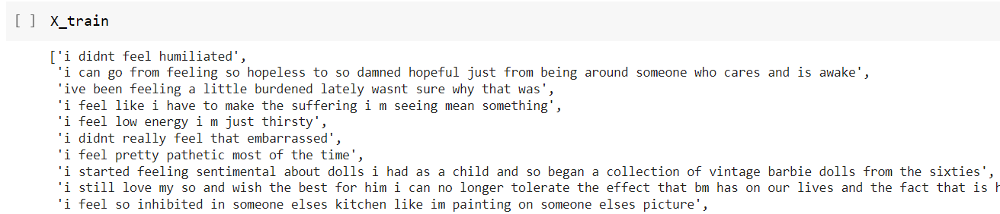 [ ] X_train
['i didnt feel humiliated',
'i can go from feeling so hopeless to so damned hopeful just from being around someone who cares and is awake',
'ive been feeling a little burdened lately wasnt sure why that was',
'i feel like i have to make the suffering i m seeing mean something',
'i feel low energy i m just thirsty',
'i didnt really feel that embarrassed',
'i feel pretty pathetic most of the time',
'i started feeling sentimental about dolls i had as a child and so began a collection of vintage barbie dolls from the sixties',
'i still love my so and wish the best for him i can no longer tolerate the effect that bm has on our lives and the fact that is
'i feel so inhibited in someone elses kitchen like im painting on someone elses picture',